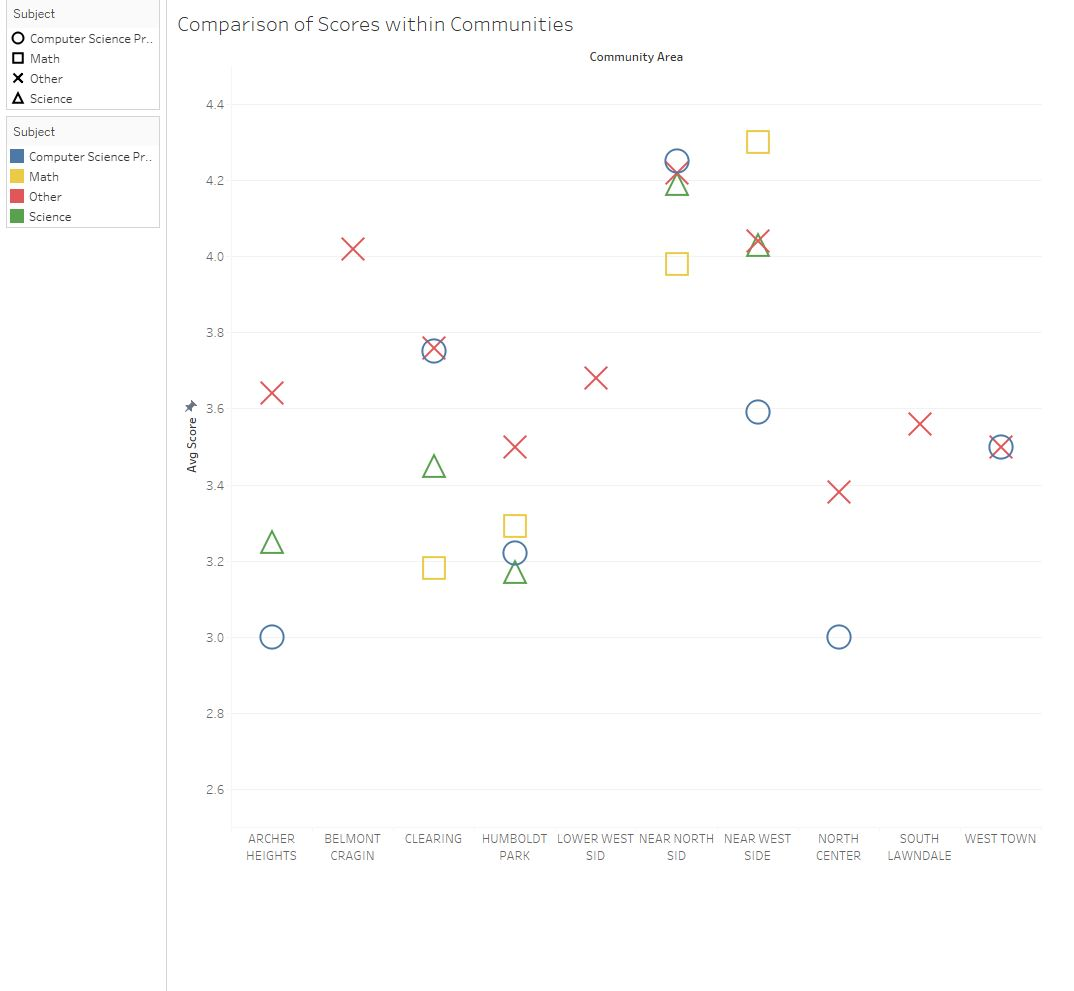 Subject
Computer Science Pr..
Math
Other
Science
Subject
Computer Science Pr..
Math
Other
Science
Comparison of Scores within Communities
Community Area
4.4
4.2
4.0
3.8
3.6
3.4
3.2
3.0
2.8
2.6
Avg Score
ARCHER
HEIGHTS
BELMONT
CRAGIN
CLEARING
HUMBOLDT
PARK
LOWER WEST
SID
NEAR NORTH
SID
NEAR WEST
SIDE
NORTH
CENTER
SOUTH
LAWNDALE
WEST TOWN